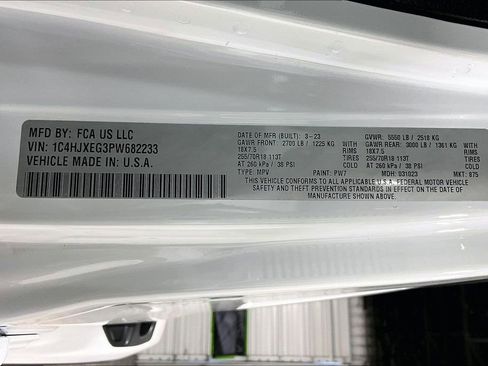 MFD BY: FCA US LLC
VIN: 1C4HJXEG3PW682233
VEHICLE MADE IN: U.S.A.
DATE OF MFR (BUILT): 3-23
GAWR FRONT: 2700 LB / 1225 KG WITH
18X7.5 RIMS
255/70R18 113T TIRES
AT 260 kPa / 38 PSI COLD
TYPE: MPV PAINT: PW7
GVWR: 5550 LB / 2518 KG
GAWR REAR: 3000 LB / 1361 KG WITH
18X7.5 RIMS
255/70R18 113T TIRES
AT 260 kPa / 38 PSI COLD
MDH: 031023 MKT: 875
THIS VEHICLE CONFORMS TO ALL APPLICABLE U.S.A. FEDERAL MOTOR VEHICLE
SAFETY AND THEFT PREVENTION STANDARDS IN EFFECT ON THE DATE OF
MANUFACTURE SHOWN ABOVE.